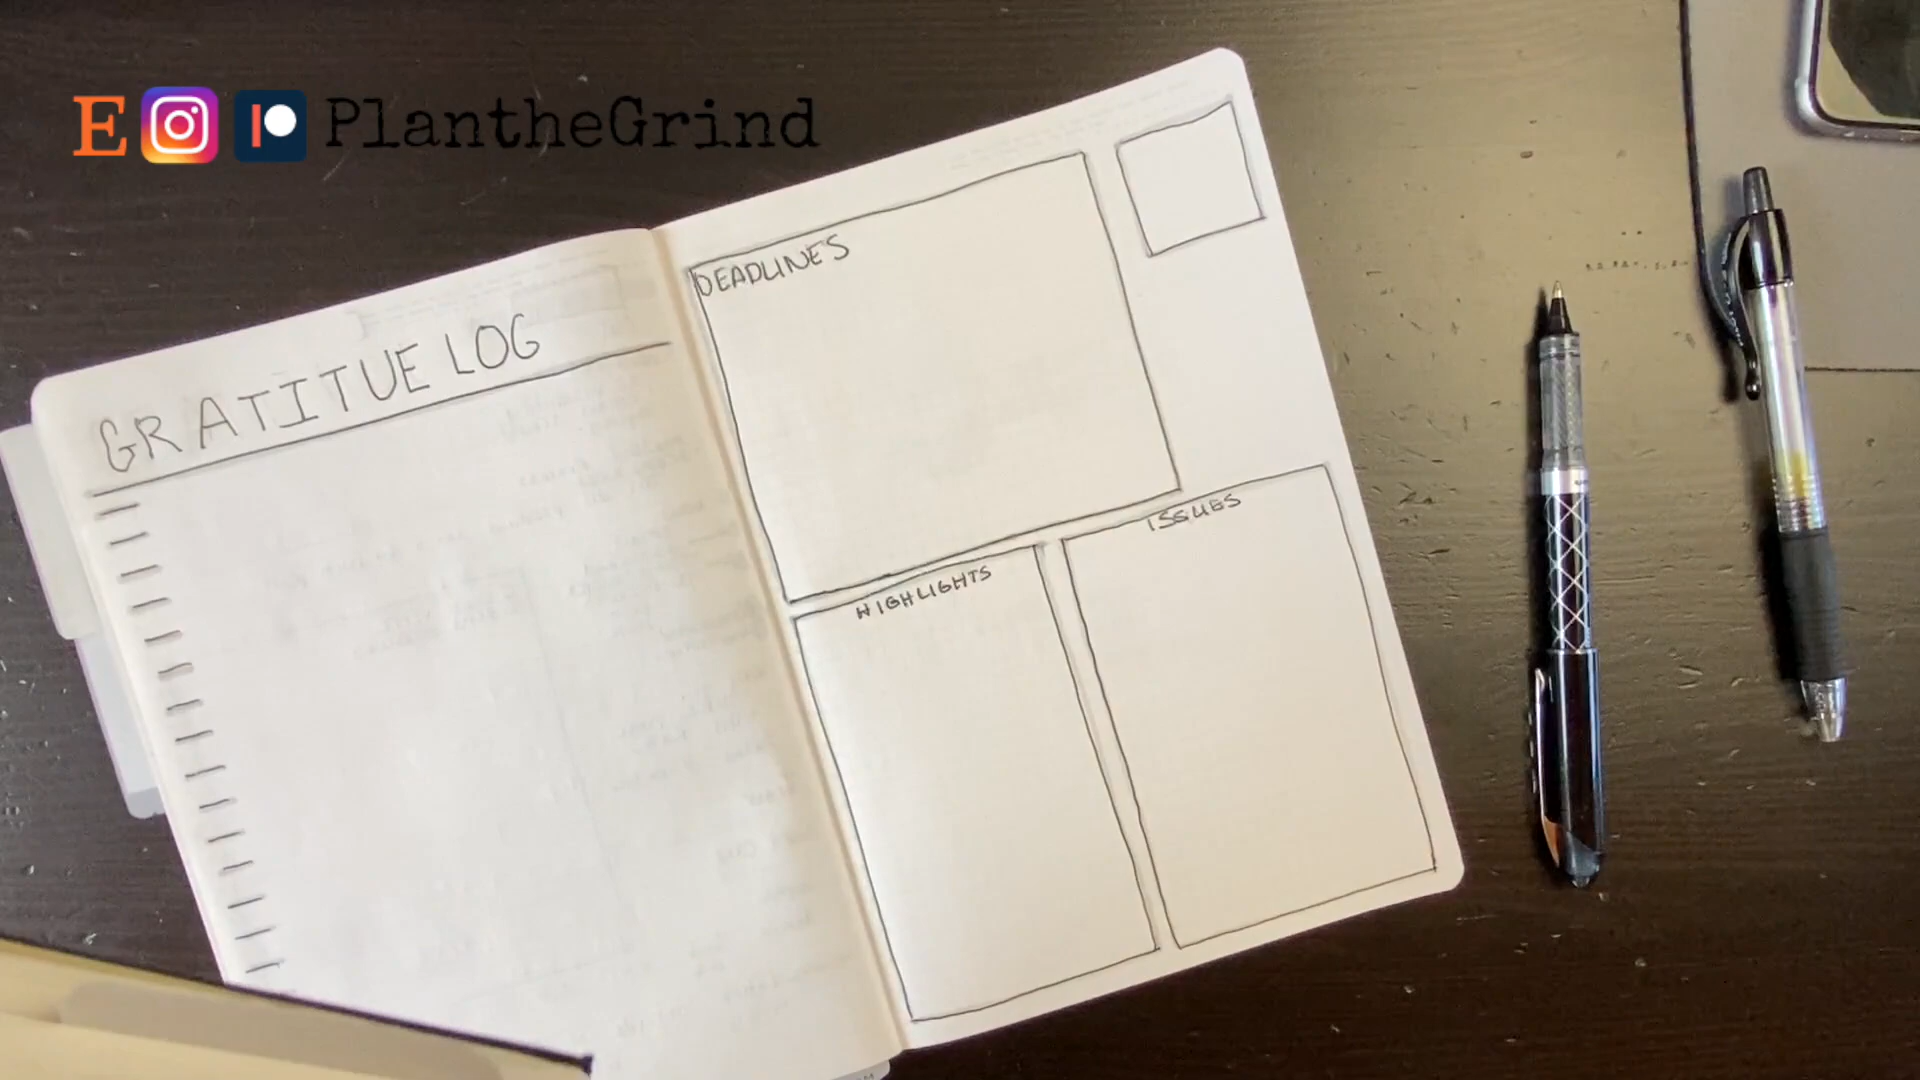 PlantheGrind
GRATITUE LOG
DEADLINES
HIGHLIGHTS
ISSUES